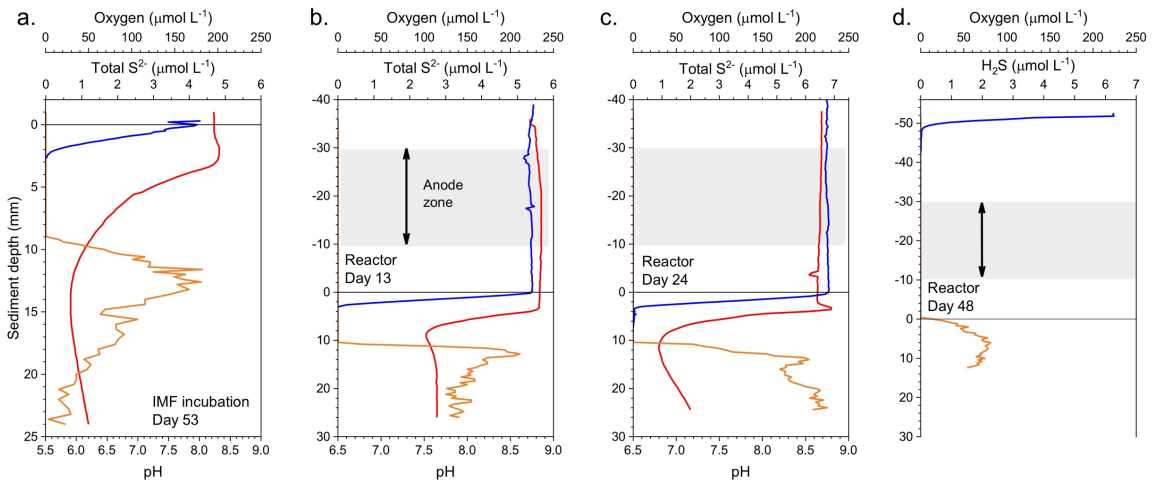 a.
Oxygen (μmol L⁻¹)
0 50 100 150 200 250
Total S²⁻ (μmol L⁻¹)
0 1 2 3 4 5 6
Sediment depth (mm)
0
5
10
15
20
25
IMF incubation
Day 53
5.5 6.0 6.5 7.0 7.5 8.0 8.5 9.0
pH
b.
Oxygen (μmol L⁻¹)
0 50 100 150 200 250
Total S²⁻ (μmol L⁻¹)
0 1 2 3 4 5 6
-40
-30
-20
-10
0
10
20
30
Anode
zone
Reactor
Day 13
6.5 7.0 7.5 8.0 8.5 9.0
pH
c.
Oxygen (μmol L⁻¹)
0 50 100 150 200 250
Total S²⁻ (μmol L⁻¹)
0 1 2 3 4 5 6 7
-40
-30
-20
-10
0
10
20
30
Reactor
Day 24
6.5 7.0 7.5 8.0 8.5 9.0
pH
d.
Oxygen (μmol L⁻¹)
0 50 100 150 200 250
H₂S (μmol L⁻¹)
0 1 2 3 4 5 6 7
-50
-40
-30
-20
-10
0
10
20
30
Reactor
Day 48